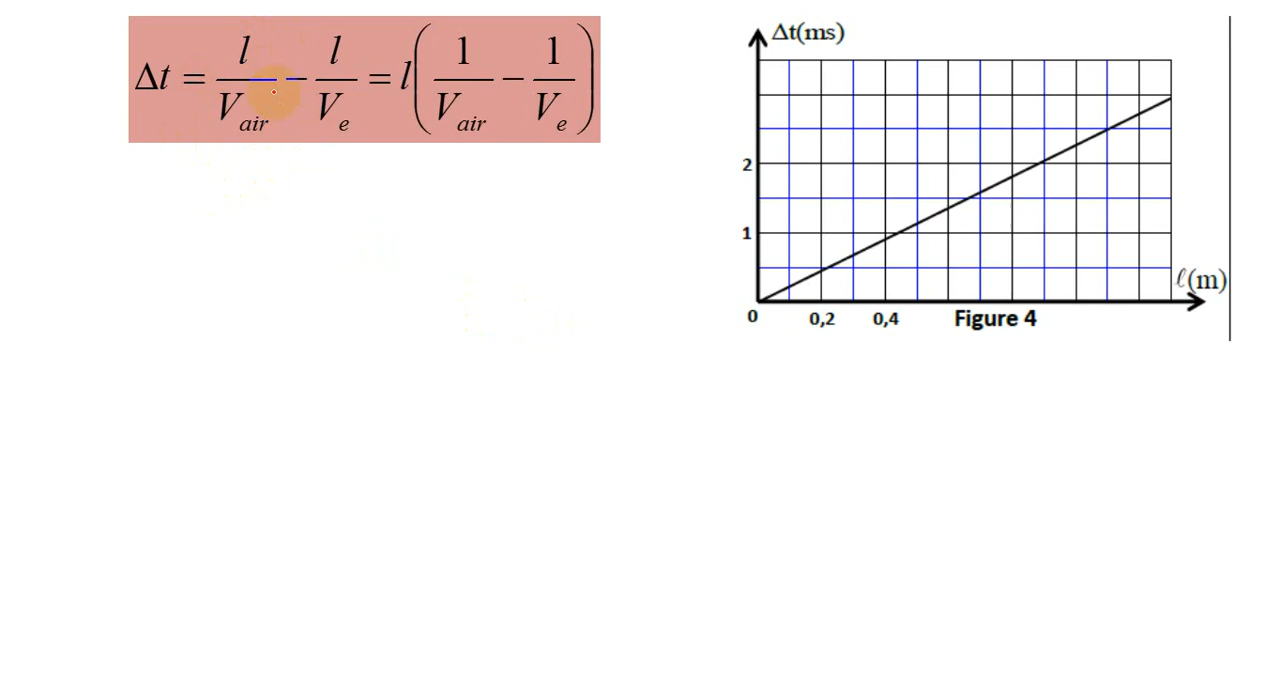 Δt = l/V_air − l/V_e = l(1/V_air − 1/V_e)
Δt(ms)
2
1
ℓ(m)
0 0,2 0,4 Figure 4